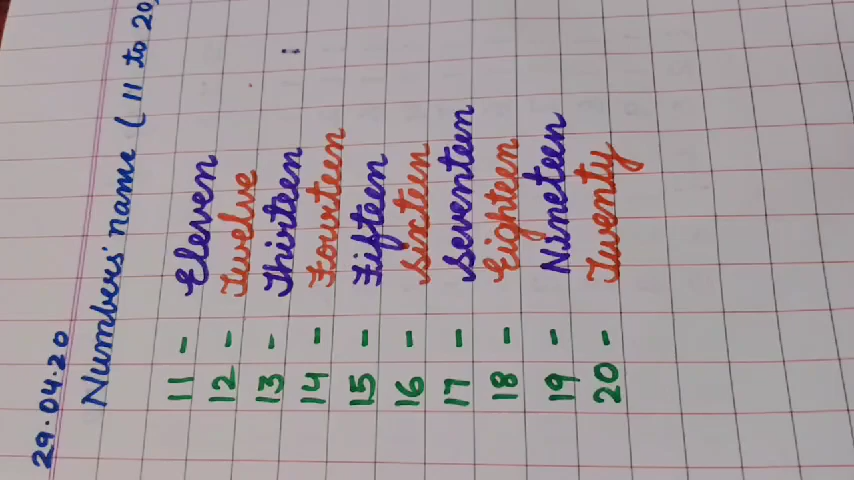 29.04.20
Numbers' name ( 11 to 20)
11 - Eleven
12 - Twelve
13 - Thirteen
14 - Fourteen
15 - Fifteen
16 - Sixteen
17 - Seventeen
18 - Eighteen
19 - Nineteen
20 - Twenty